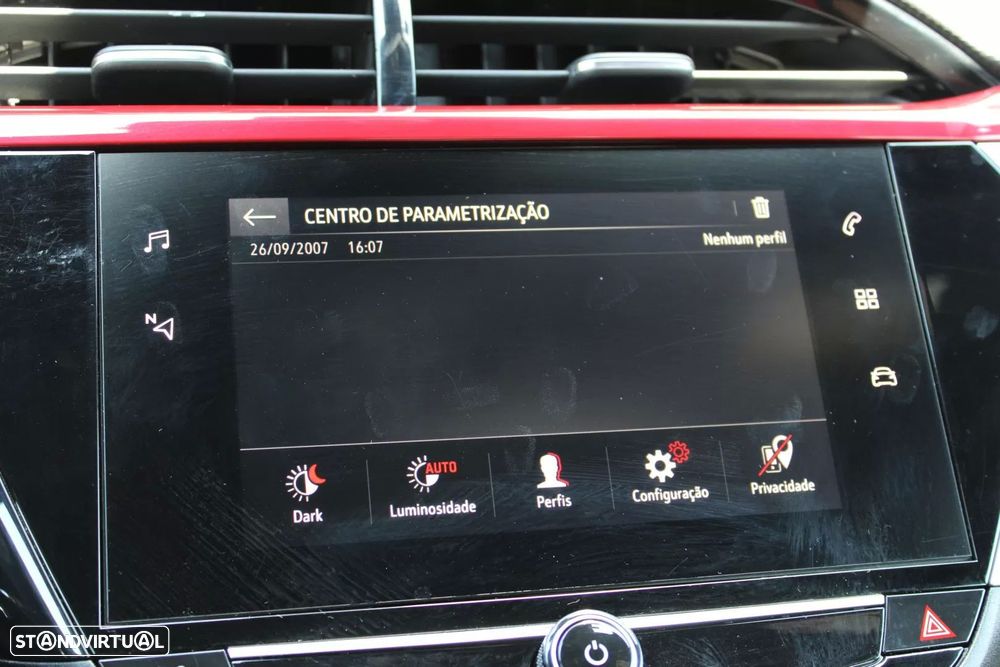 CENTRO DE PARAMETRIZAÇÃO
26/09/2007 16:07 Nenhum perfil
N
AUTO
Dark Luminosidade Perfis Configuração Privacidade
STANDVIRTUAL